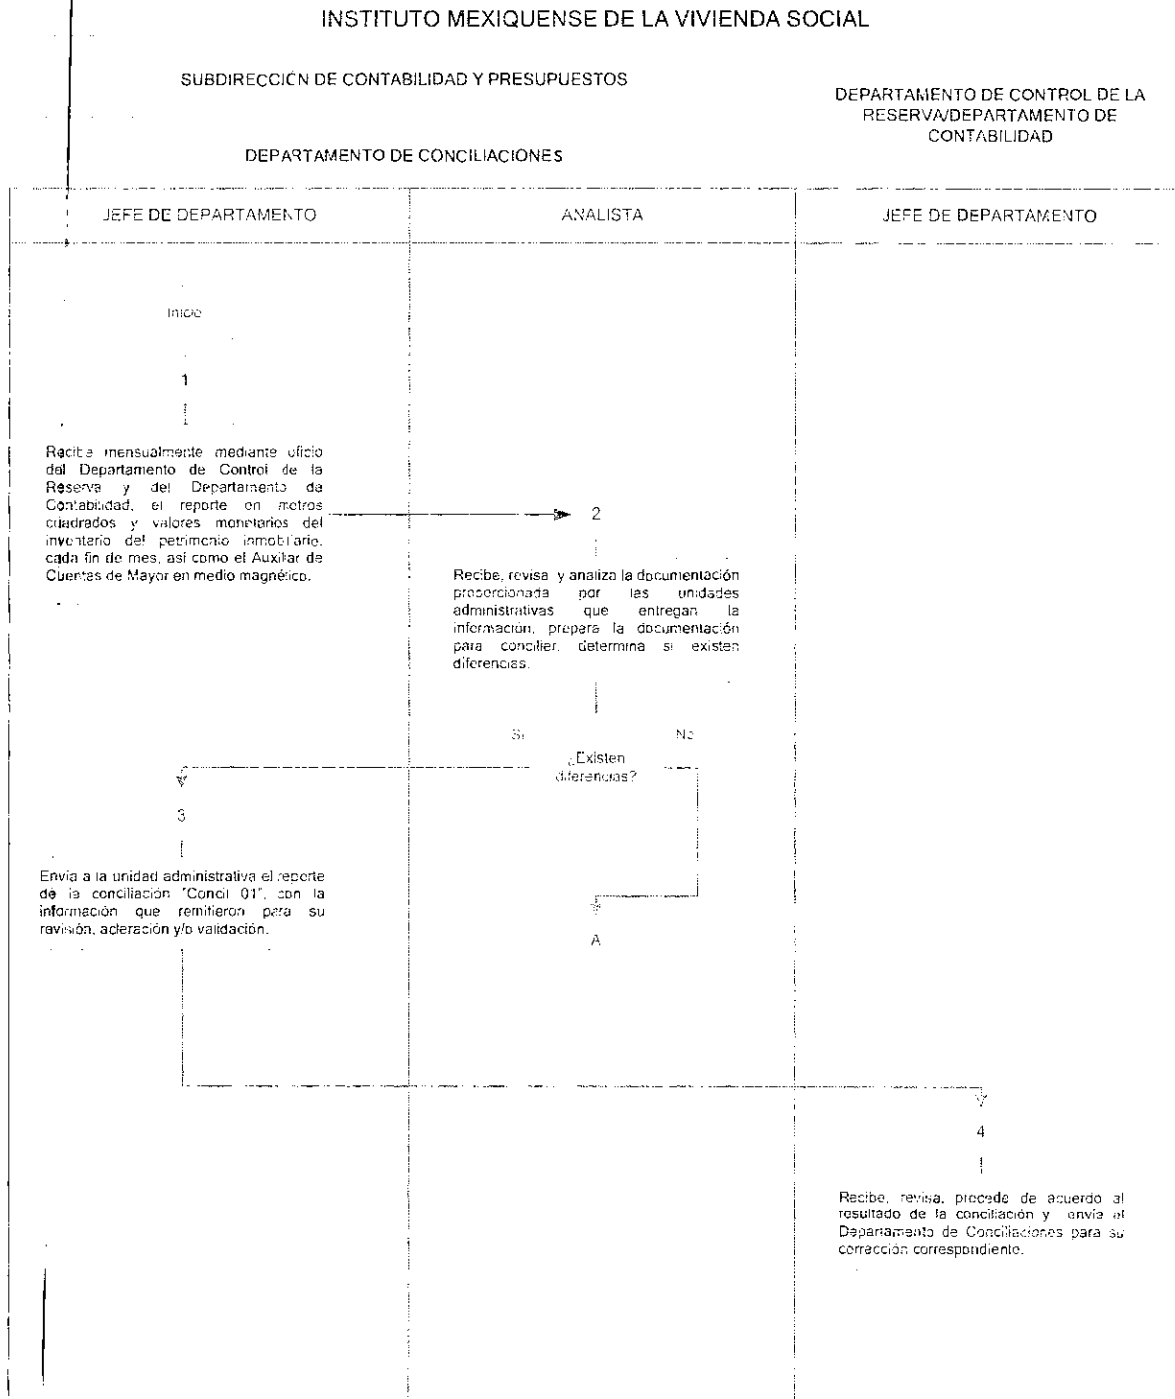 INSTITUTO MEXIQUENSE DE LA VIVIENDA SOCIAL
SUBDIRECCIÓN DE CONTABILIDAD Y PRESUPUESTOS
DEPARTAMENTO DE CONTROL DE LA
RESERVA/DEPARTAMENTO DE
CONTABILIDAD
DEPARTAMENTO DE CONCILIACIONES
JEFE DE DEPARTAMENTO
ANALISTA
JEFE DE DEPARTAMENTO
Inicio
1
Recibe mensualmente mediante oficio
del Departamento de Control de la
Reserva y del Departamento de
Contabilidad, el reporte en metros
cuadrados y valores monetarios del
inventario del patrimonio inmobiliario,
cada fin de mes, así como el Auxiliar de
Cuentas de Mayor en medio magnético.
2
Recibe, revisa y analiza la documentación
proporcionada por las unidades
administrativas que entregan la
información, prepara la documentación
para conciliar, determina si existen
diferencias.
Si
No
¿Existen
diferencias?
3
Envía a la unidad administrativa el reporte
de la conciliación "Concil 01", con la
información que remitieron para su
revisión, aclaración y/o validación.
A
4
Recibe, revisa, procede de acuerdo al
resultado de la conciliación y envía al
Departamento de Conciliaciones para su
corrección correspondiente.